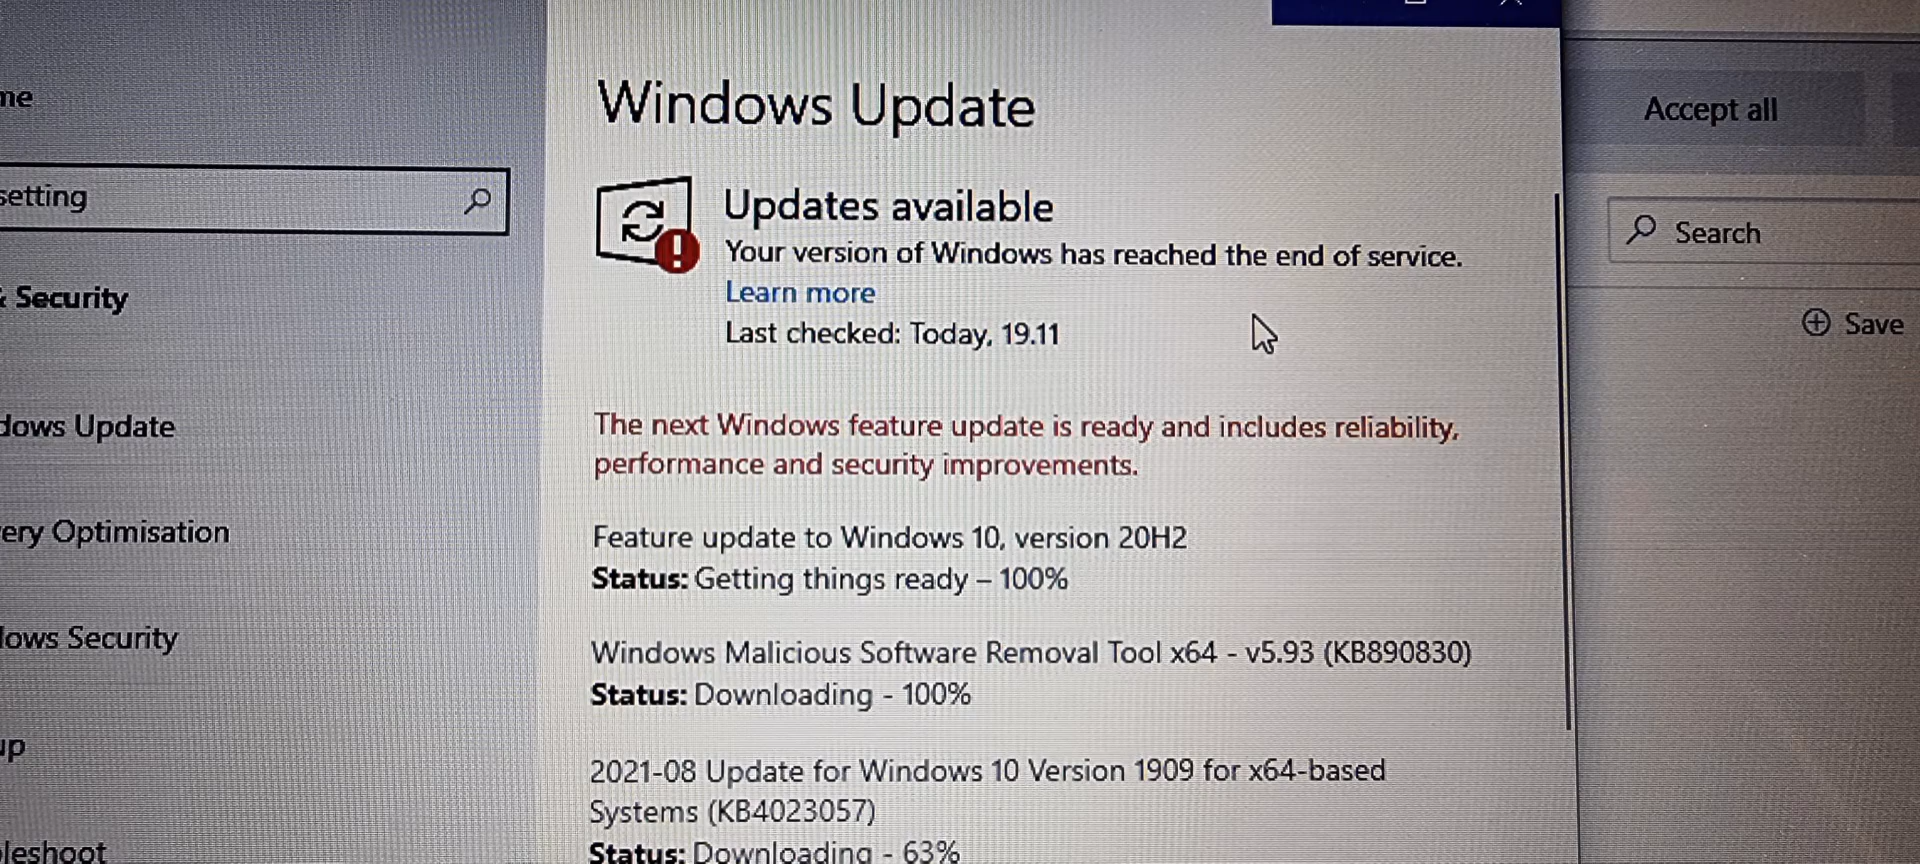 me
setting
& Security
dows Update
ery Optimisation
lows Security
up
leshoot
Windows Update
Updates available
Your version of Windows has reached the end of service.
Learn more
Last checked: Today, 19.11
The next Windows feature update is ready and includes reliability,
performance and security improvements.
Feature update to Windows 10, version 20H2
Status: Getting things ready – 100%
Windows Malicious Software Removal Tool x64 - v5.93 (KB890830)
Status: Downloading - 100%
2021-08 Update for Windows 10 Version 1909 for x64-based
Systems (KB4023057)
Status: Downloading - 63%
Accept all
Search
Save